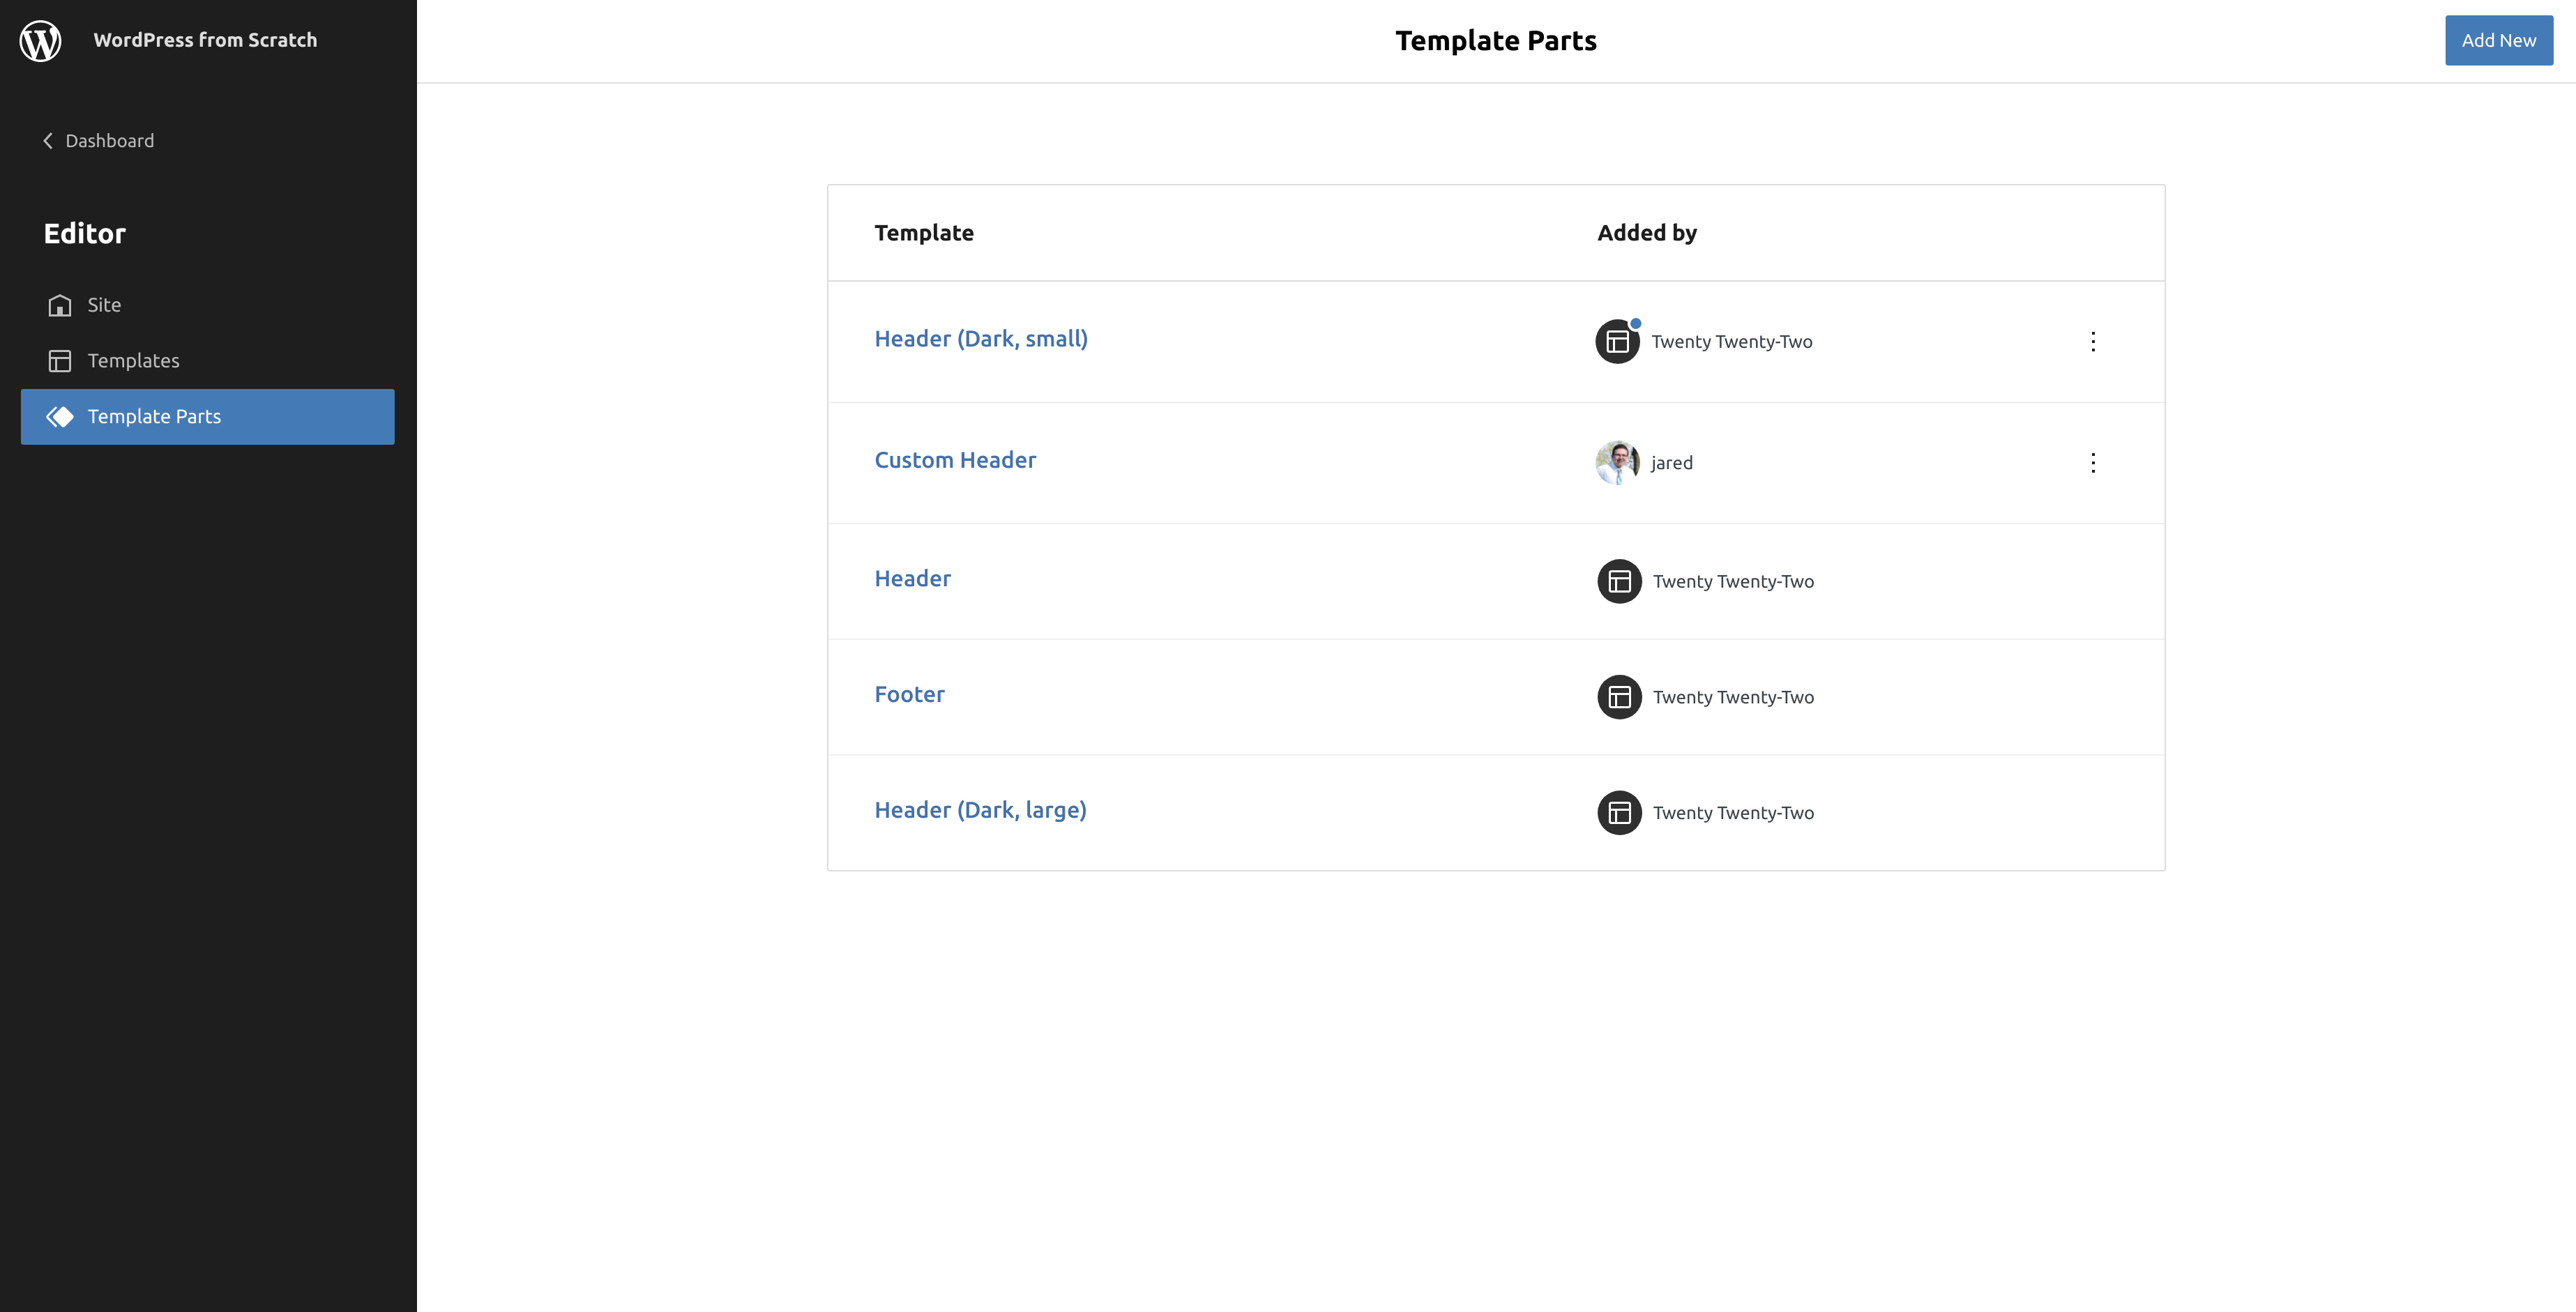 WordPress from Scratch
Template Parts
Add New
Dashboard
Editor
Site
Templates
Template Parts
Template Added by
Header (Dark, small) Twenty Twenty-Two
Custom Header jared
Header Twenty Twenty-Two
Footer Twenty Twenty-Two
Header (Dark, large) Twenty Twenty-Two